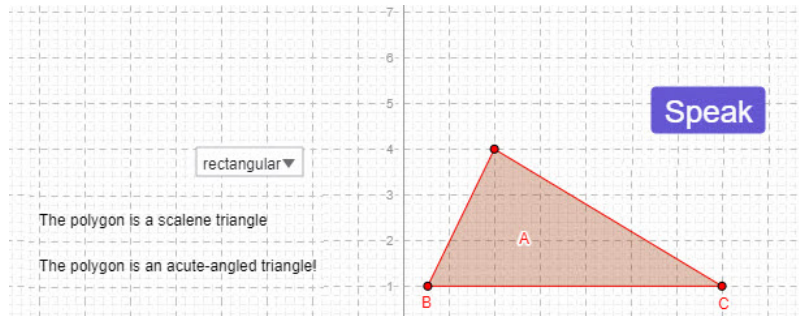 7
6
5
Speak
4
rectangular
3
The polygon is a scalene triangle
2
A
The polygon is an acute-angled triangle!
1
B
C